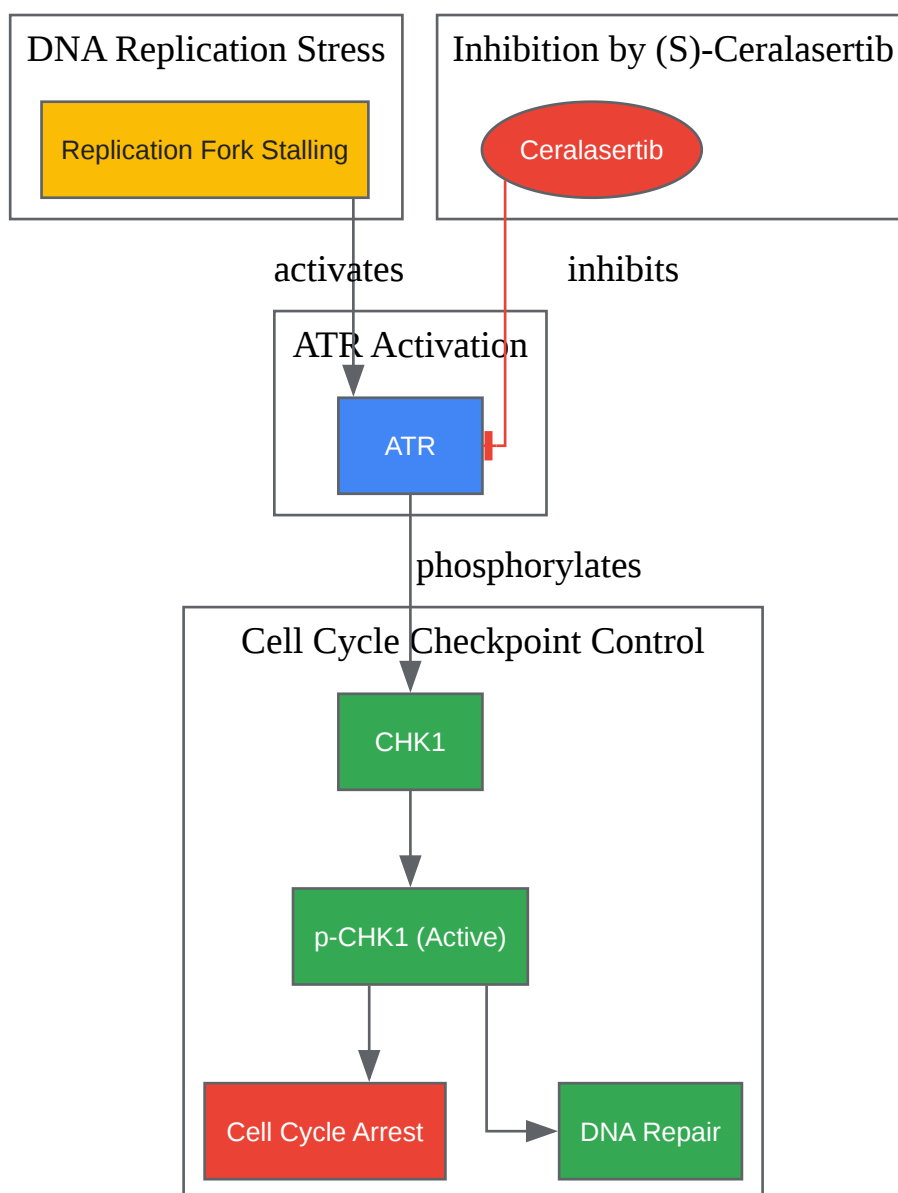 DNA Replication Stress
Inhibition by (S)-Ceralasertib
Replication Fork Stalling
Ceralasertib
activates
inhibits
ATR Activation
ATR
phosphorylates
Cell Cycle Checkpoint Control
CHK1
p-CHK1 (Active)
Cell Cycle Arrest
DNA Repair